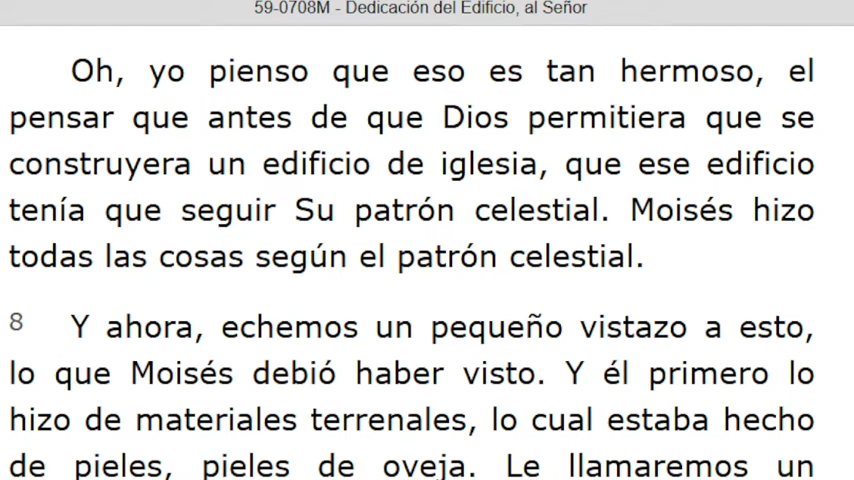 59-0708M - Dedicación del Edificio, al Señor
Oh, yo pienso que eso es tan hermoso, el
pensar que antes de que Dios permitiera que se
construyera un edificio de iglesia, que ese edificio
tenía que seguir Su patrón celestial. Moisés hizo
todas las cosas según el patrón celestial.
8 Y ahora, echemos un pequeño vistazo a esto,
lo que Moisés debió haber visto. Y él primero lo
hizo de materiales terrenales, lo cual estaba hecho
de pieles, pieles de oveja. Le llamaremos un